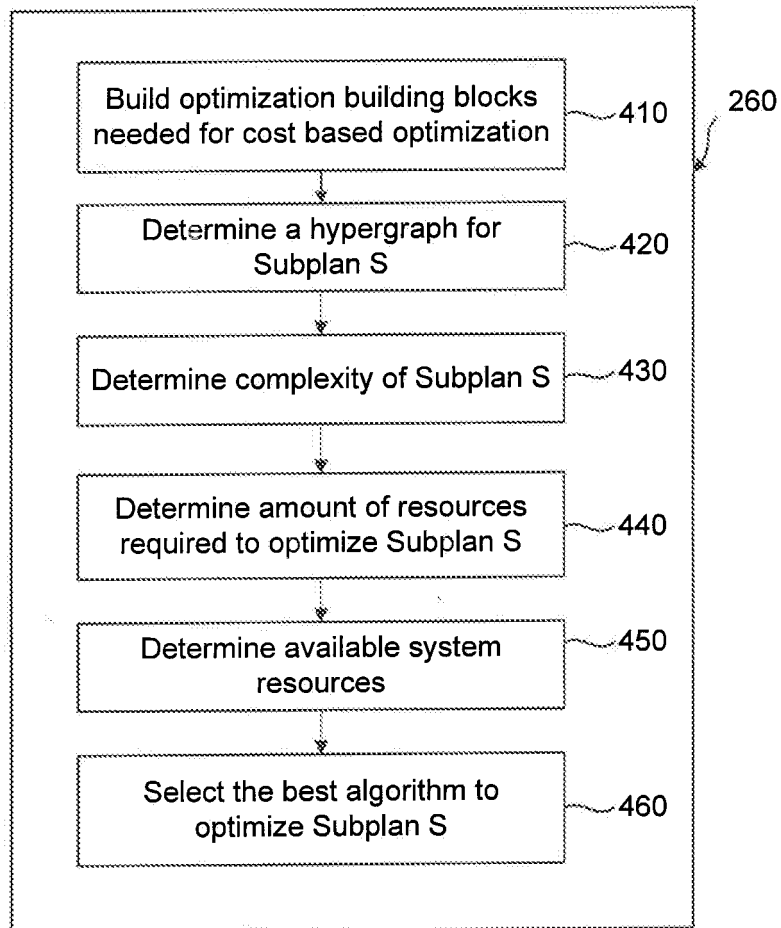 Build optimization building blocks
needed for cost based optimization
410
260
Determine a hypergraph for
Subplan S
420
Determine complexity of Subplan S
430
Determine amount of resources
required to optimize Subplan S
440
Determine available system
resources
450
Select the best algorithm to
optimize Subplan S
460